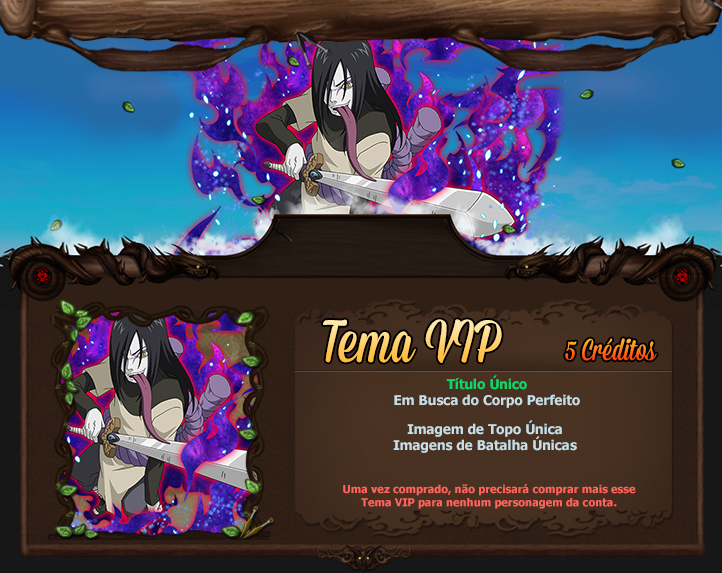 Tema VIP
5 Créditos
Título Único
Em Busca do Corpo Perfeito
Imagem de Topo Única
Imagens de Batalha Únicas
Uma vez comprado, não precisará comprar mais esse
Tema VIP para nenhum personagem da conta.